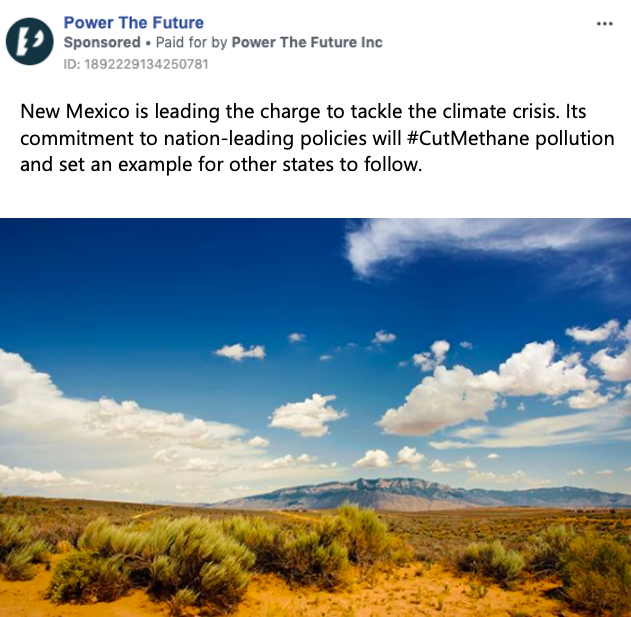 Power The Future
Sponsored • Paid for by Power The Future Inc
ID: 1892229134250781
New Mexico is leading the charge to tackle the climate crisis. Its
commitment to nation-leading policies will #CutMethane pollution
and set an example for other states to follow.